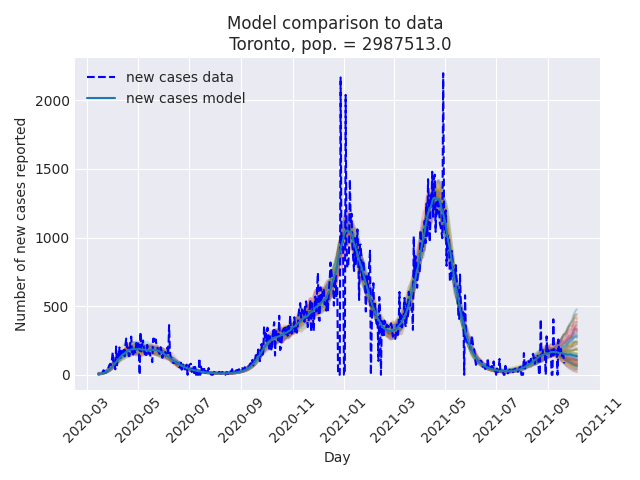 Model comparison to data
Toronto, pop. = 2987513.0
new cases data
new cases model
Number of new cases reported
2000
1500
1000
500
0
2020-03
2020-05
2020-07
2020-09
2020-11
2021-01
2021-03
2021-05
2021-07
2021-09
2021-11
Day